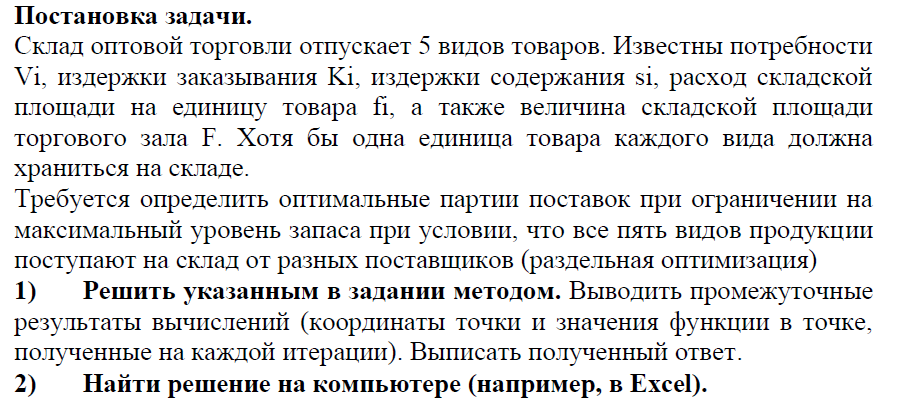 Постановка задачи.
Склад оптовой торговли отпускает 5 видов товаров. Известны потребности
Vi, издержки заказывания Ki, издержки содержания si, расход складской
площади на единицу товара fi, а также величина складской площади
торгового зала F. Хотя бы одна единица товара каждого вида должна
храниться на складе.
Требуется определить оптимальные партии поставок при ограничении на
максимальный уровень запаса при условии, что все пять видов продукции
поступают на склад от разных поставщиков (раздельная оптимизация)
1) Решить указанным в задании методом. Выводить промежуточные
результаты вычислений (координаты точки и значения функции в точке,
полученные на каждой итерации). Выписать полученный ответ.
2) Найти решение на компьютере (например, в Excel).